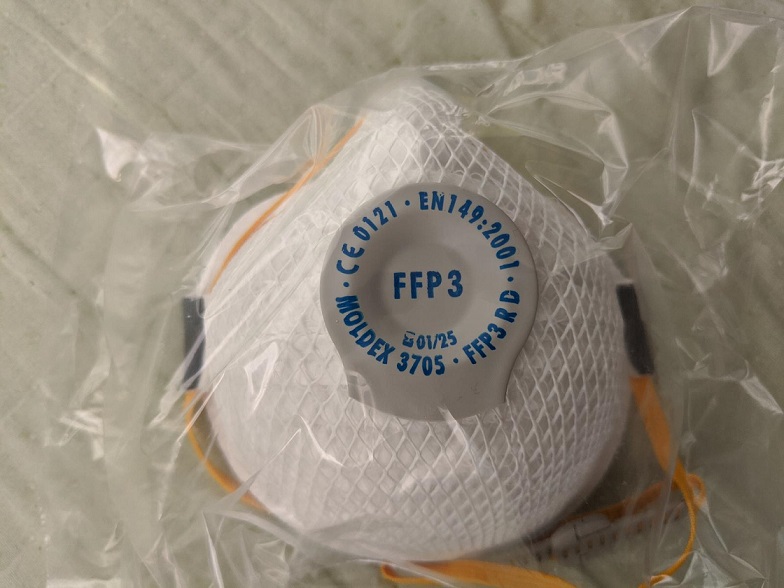 CE 0121 · EN149:2001 ·
FFP3
⌛01/25
· MOLDEX 3705 · FFP3 R D